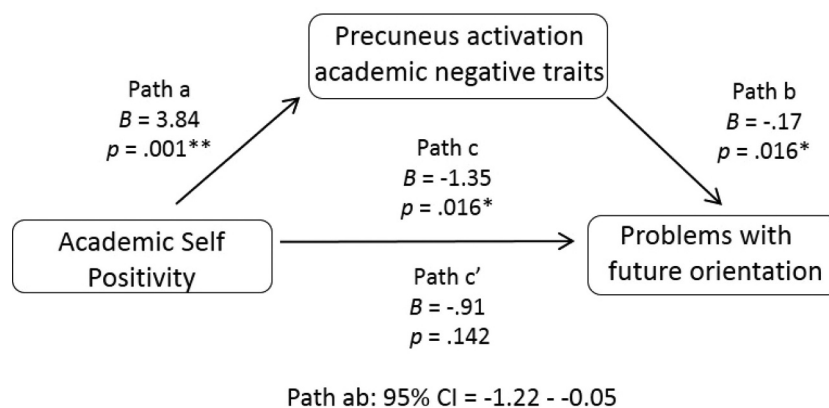 Precuneus activation
academic negative traits
Path a
B = 3.84
p = .001**
Path b
B = -.17
p = .016*
Path c
B = -1.35
p = .016*
Academic Self
Positivity
Problems with
future orientation
Path c’
B = -.91
p = .142
Path ab: 95% CI = -1.22 - -0.05